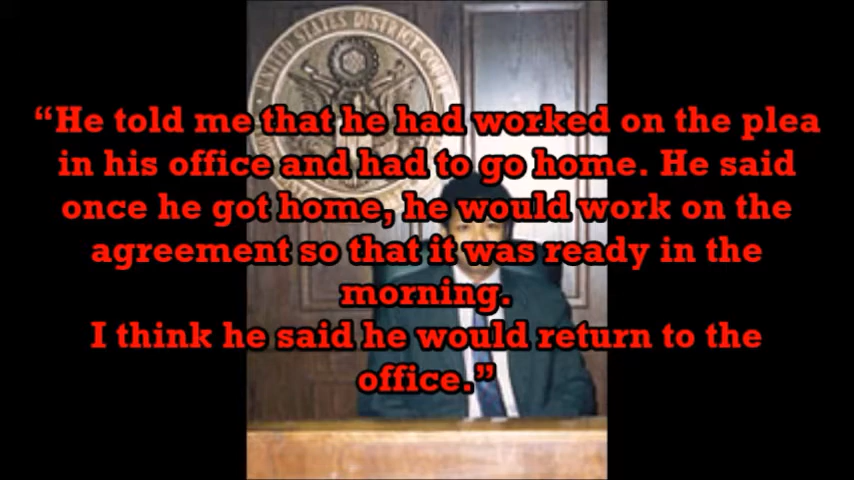 UNITED STATES DISTRICT COURT
“He told me that he had worked on the plea
in his office and had to go home. He said
once he got home, he would work on the
agreement so that it was ready in the
morning.
I think he said he would return to the
office.”